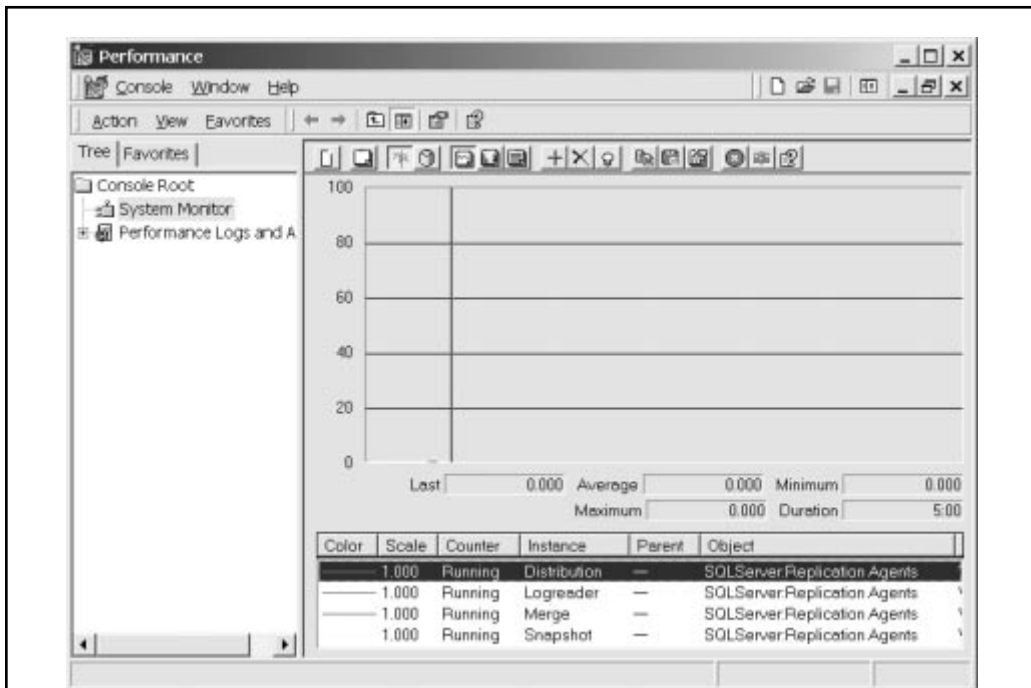 Performance
Console Window Help
Action View Favorites
Tree Favorites
Console Root
System Monitor
Performance Logs and A
100
80
60
40
20
0
Last 0.000 Average 0.000 Minimum 0.000
Maximum 0.000 Duration 5:00
Color Scale Counter Instance Parent Object
1.000 Running Distribution — SQLServer:Replication Agents
1.000 Running Logreader — SQLServer:Replication Agents
1.000 Running Merge — SQLServer:Replication Agents
1.000 Running Snapshot — SQLServer:Replication Agents